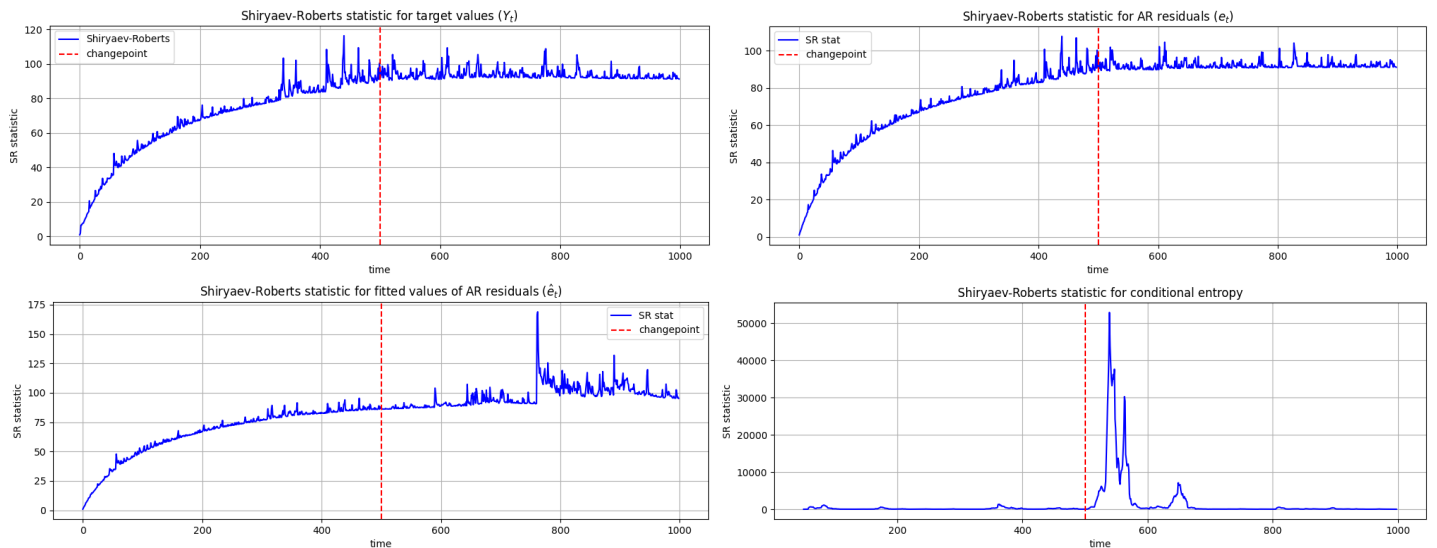 Shiryaev-Roberts statistic for target values (Y_t)
SR statistic
120
100
80
60
40
20
0
Shiryaev-Roberts
changepoint
0 200 400 600 800 1000
time
Shiryaev-Roberts statistic for AR residuals (e_t)
SR statistic
100
80
60
40
20
0
SR stat
changepoint
0 200 400 600 800 1000
time
Shiryaev-Roberts statistic for fitted values of AR residuals (ê_t)
SR statistic
175
150
125
100
75
50
25
0
SR stat
changepoint
0 200 400 600 800 1000
time
Shiryaev-Roberts statistic for conditional entropy
SR statistic
50000
40000
30000
20000
10000
0
SR stat
changepoint
200 400 600 800 1000
time